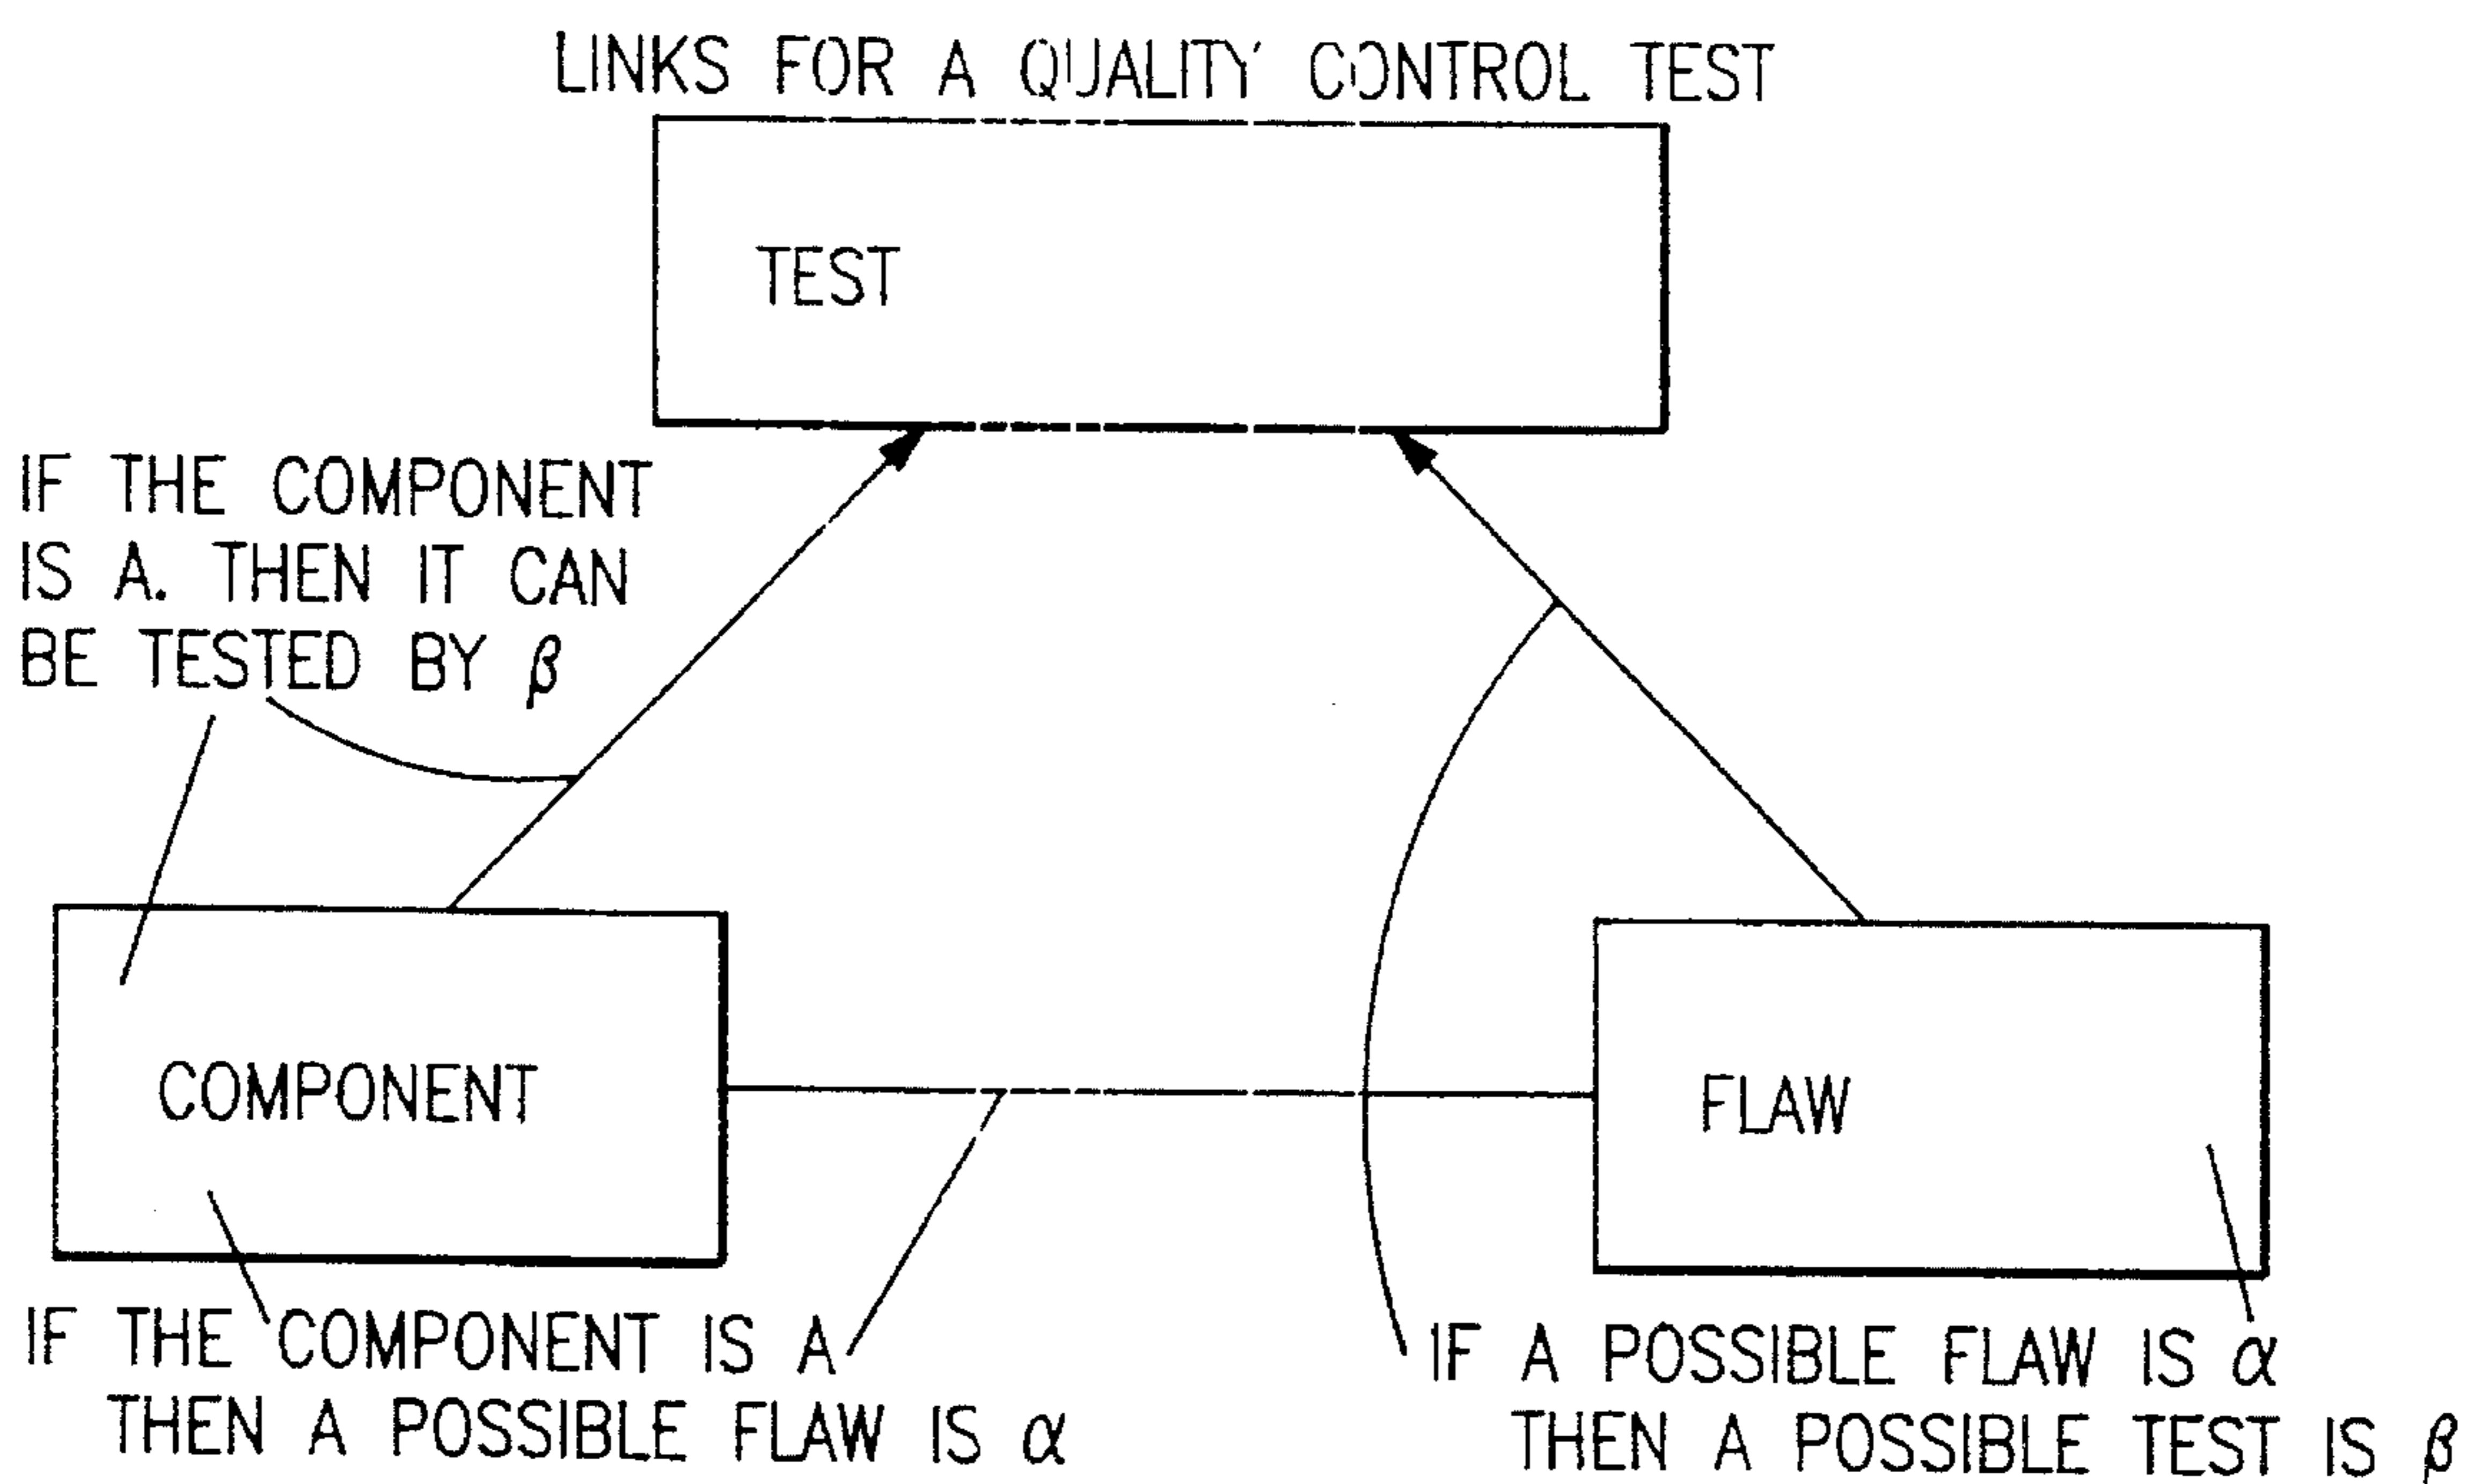 LINKS FOR A QUALITY CONTROL TEST
TEST
IF THE COMPONENT
IS A. THEN IT CAN
BE TESTED BY β
COMPONENT
FLAW
IF THE COMPONENT IS A
THEN A POSSIBLE FLAW IS α
IF A POSSIBLE FLAW IS α
THEN A POSSIBLE TEST IS β